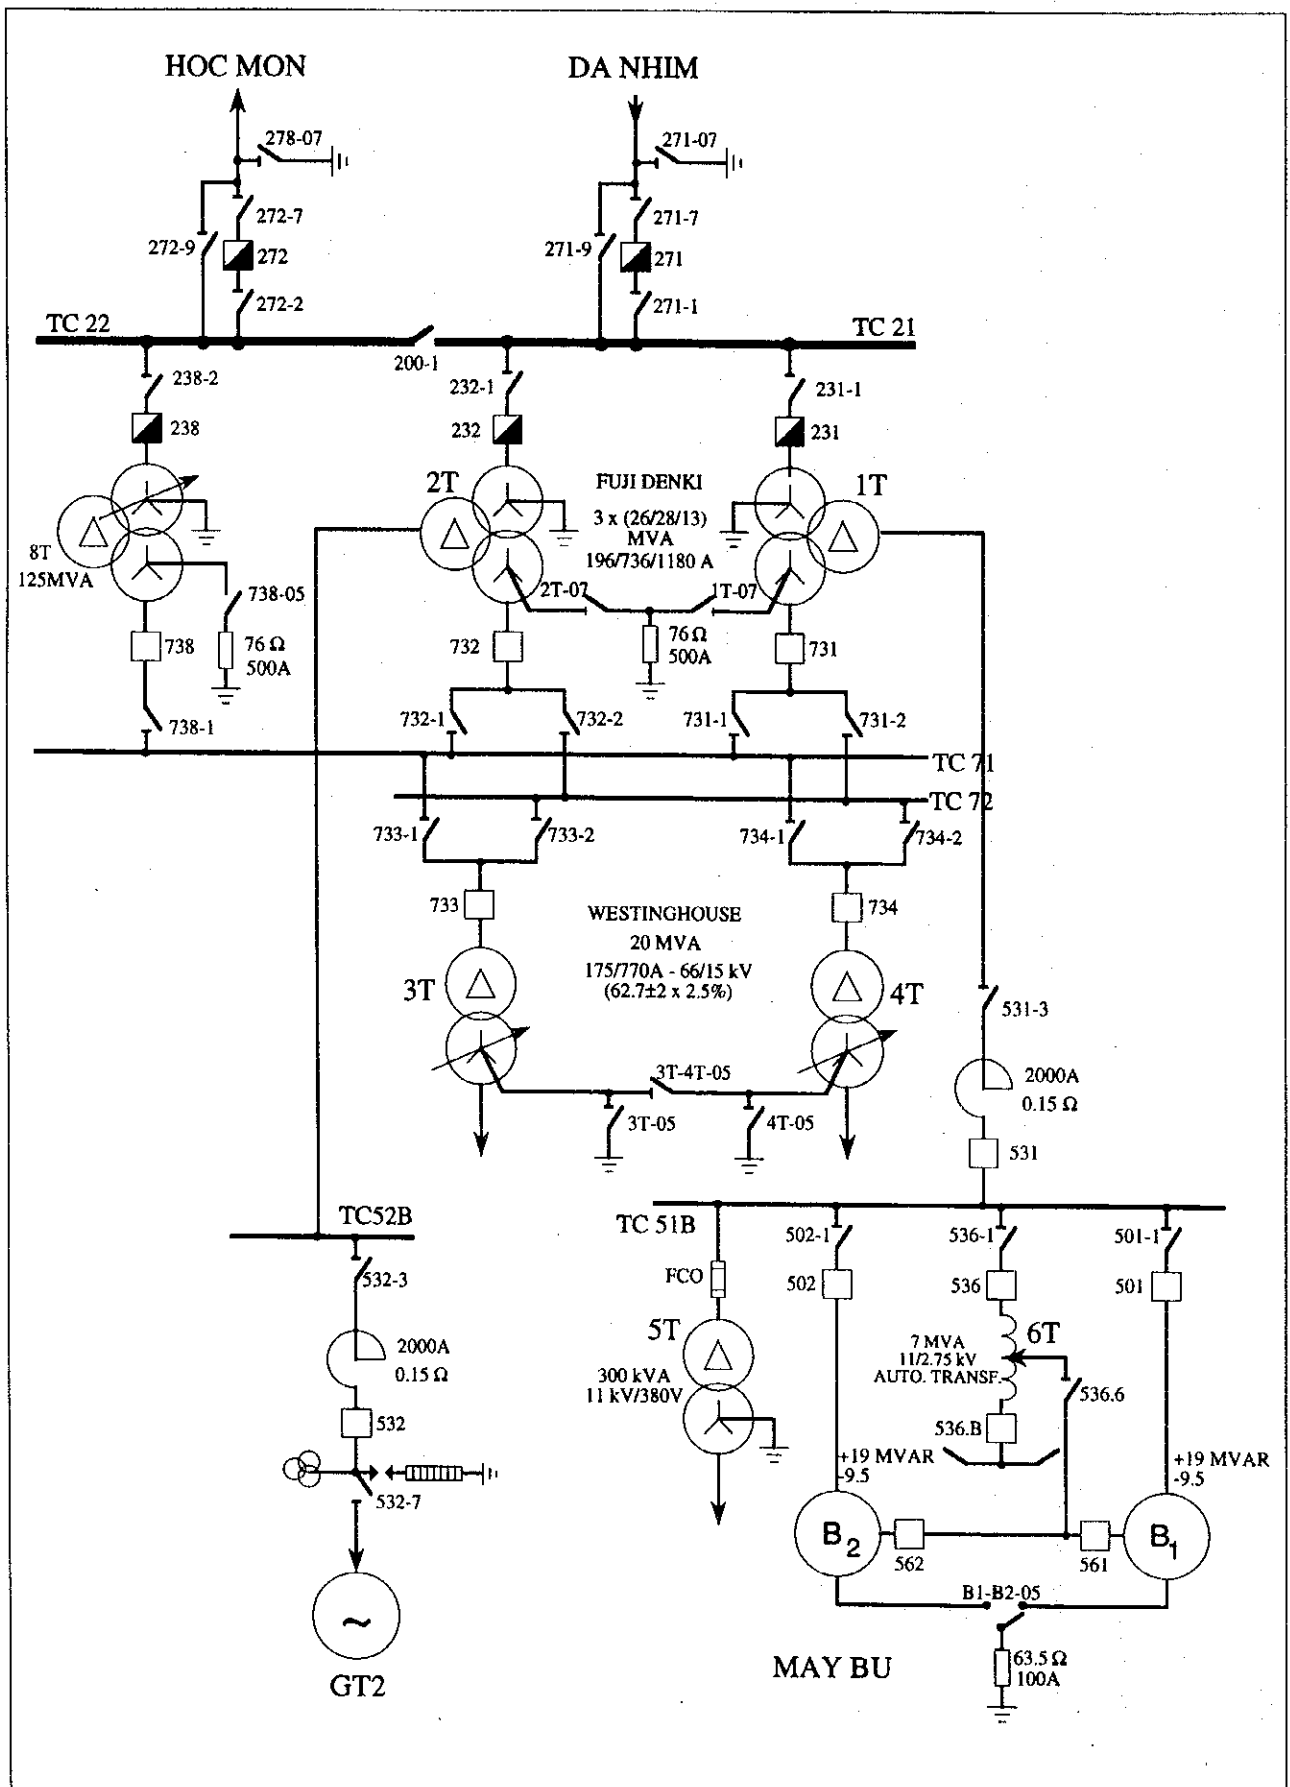 HOC MON
DA NHIM
278-07
271-07
272-7
271-7
272-9
272
271-9
271
272-2
271-1
TC 22
TC 21
200-1
238-2
232-1
231-1
238
232
231
2T
FUJI DENKI
1T
3 x (26/28/13)
MVA
196/736/1180 A
8T
125MVA
2T-07
1T-07
738-05
738
76 Ω
500A
732
76 Ω
500A
731
738-1
732-1
732-2
731-1
731-2
TC 71
TC 72
733-1
733-2
734-1
734-2
733
WESTINGHOUSE
734
20 MVA
175/770A - 66/15 kV
(62.7±2 x 2.5%)
3T
4T
531-3
3T-4T-05
2000A
0.15 Ω
3T-05
4T-05
531
TC52B
TC 51B
502-1
536-1
501-1
532-3
FCO
502
536
501
2000A
0.15 Ω
5T
6T
7 MVA
11/2.75 kV
AUTO. TRANSF.
300 kVA
11 kV/380V
536.6
532
536.B
+19 MVAR
-9.5
+19 MVAR
-9.5
532-7
B2
562
561
B1
B1-B2-05
~
63.5 Ω
100A
GT2
MAY BU